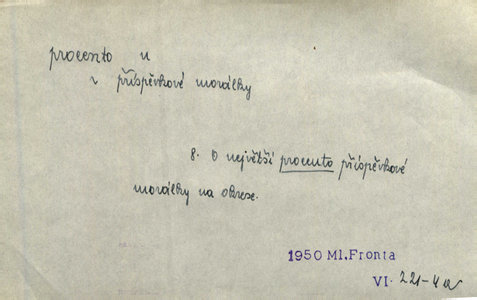 procento n
~ příspěvkové morálky
8. O největší procento příspěvkové
morálky na okrese.
1950 Ml.Fronta
VI. 221-4a